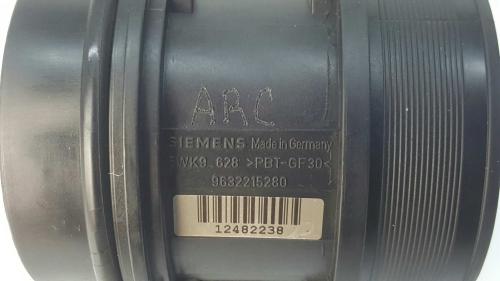 ARC
SIEMENS Made in Germany
5WK9 628 >PBT-GF30<
9632215280
12482238